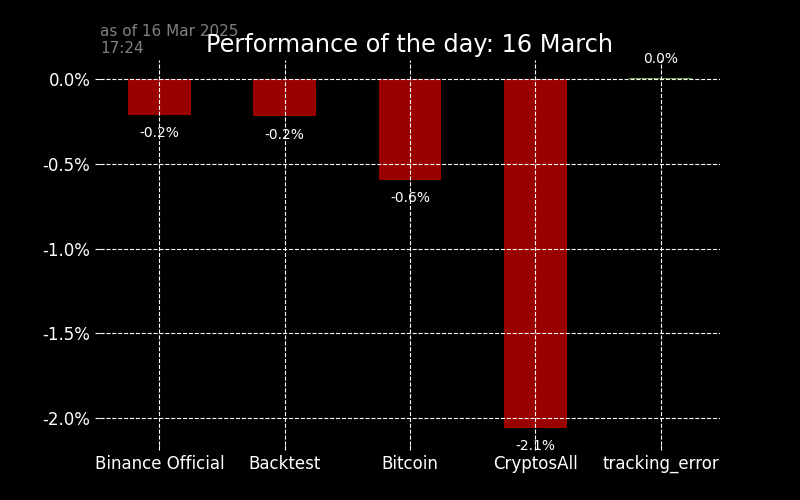 as of 16 Mar 2025
17:24
Performance of the day: 16 March
0.0%
0.0%
-0.2%
-0.2%
-0.5%
-0.6%
-1.0%
-1.5%
-2.0%
-2.1%
Binance Official
Backtest
Bitcoin
CryptosAll
tracking_error